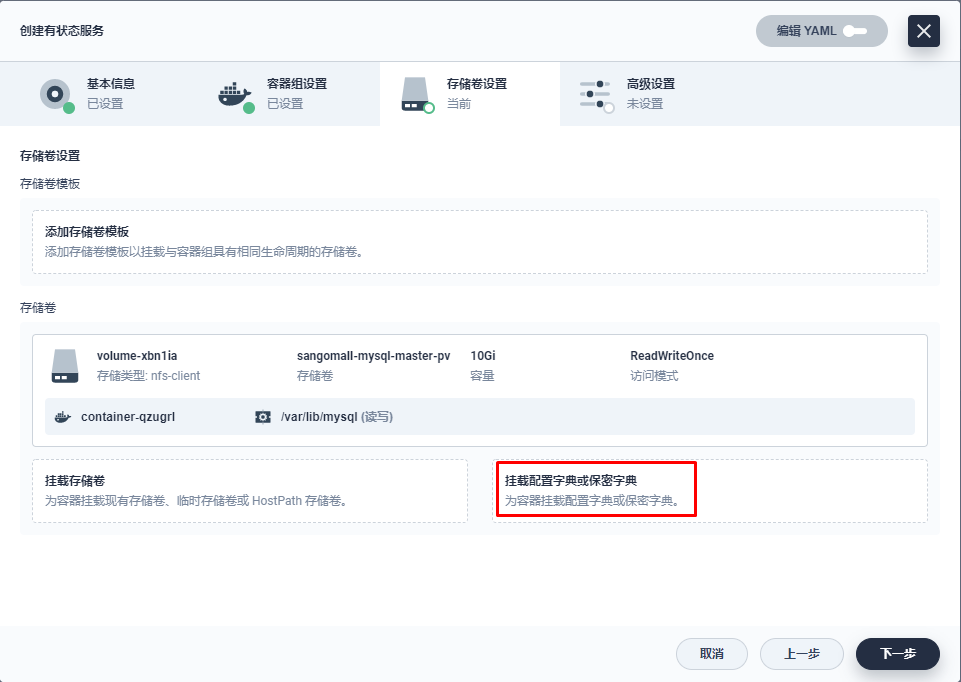 创建有状态服务
编辑 YAML
基本信息
已设置
容器组设置
已设置
存储卷设置
当前
高级设置
未设置
存储卷设置
存储卷模板
添加存储卷模板
添加存储卷模板以挂载与容器组具有相同生命周期的存储卷。
存储卷
volume-xbn1ia
存储类型: nfs-client
sangomall-mysql-master-pv
存储卷
10Gi
容量
ReadWriteOnce
访问模式
container-qzugrl
/var/lib/mysql (读写)
挂载存储卷
为容器挂载现有存储卷、临时存储卷或 HostPath 存储卷。
挂载配置字典或保密字典
为容器挂载配置字典或保密字典。
取消
上一步
下一步